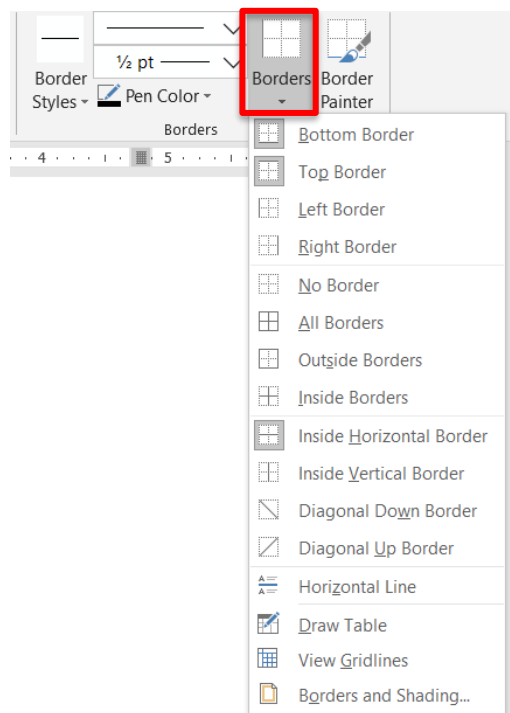 ½ pt
Border
Styles
Pen Color
Borders
Border
Painter
Borders
4 5
Bottom Border
Top Border
Left Border
Right Border
No Border
All Borders
Outside Borders
Inside Borders
Inside Horizontal Border
Inside Vertical Border
Diagonal Down Border
Diagonal Up Border
Horizontal Line
Draw Table
View Gridlines
Borders and Shading...